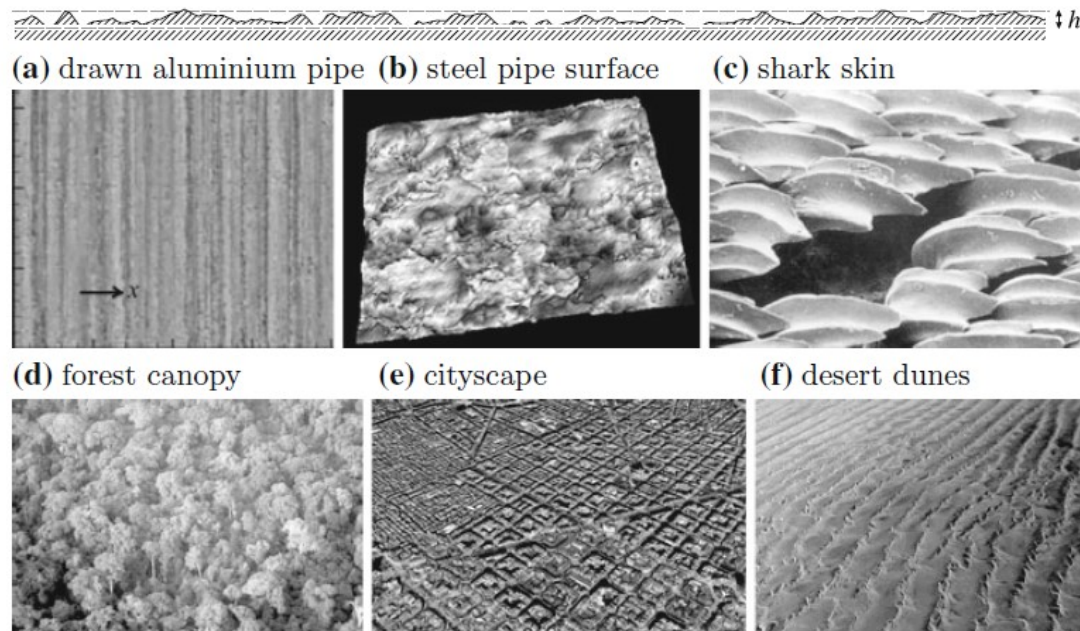 h
(a) drawn aluminium pipe (b) steel pipe surface (c) shark skin
x
(d) forest canopy (e) cityscape (f) desert dunes